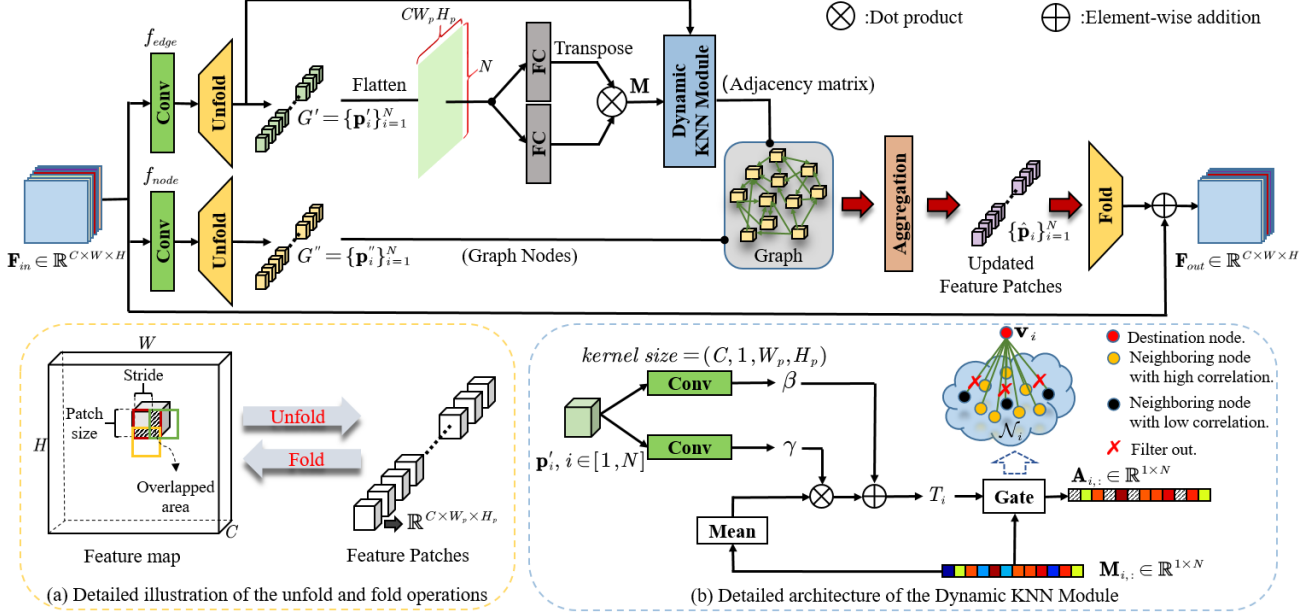 CW_pH_p
⊗:Dot product
⊕:Element-wise addition
f_edge
Conv
Unfold
N
Transpose
FC
FC
Flatten
G′ = {p′_i}^N_{i=1}
M
Dynamic
KNN Module
(Adjacency matrix)
f_node
Conv
Unfold
G″ = {p″_i}^N_{i=1}
(Graph Nodes)
Graph
Aggregation
{p̂_i}^N_{i=1}
Updated
Feature Patches
Fold
F_in ∈ ℝ^{C×W×H}
F_out ∈ ℝ^{C×W×H}
W
Stride
Patch
size
H
Overlapped
area
C
Feature map
Unfold
Fold
ℝ^{C×W_p×H_p}
Feature Patches
(a) Detailed illustration of the unfold and fold operations
kernel size = (C, 1, W_p, H_p)
Conv
β
Conv
γ
p′_i, i∈[1, N]
Mean
T_i
Gate
v_i
N_i
Destination node.
Neighboring node
with high correlation.
Neighboring node
with low correlation.
✗ Filter out.
A_{i,:} ∈ ℝ^{1×N}
M_{i,:} ∈ ℝ^{1×N}
(b) Detailed architecture of the Dynamic KNN Module